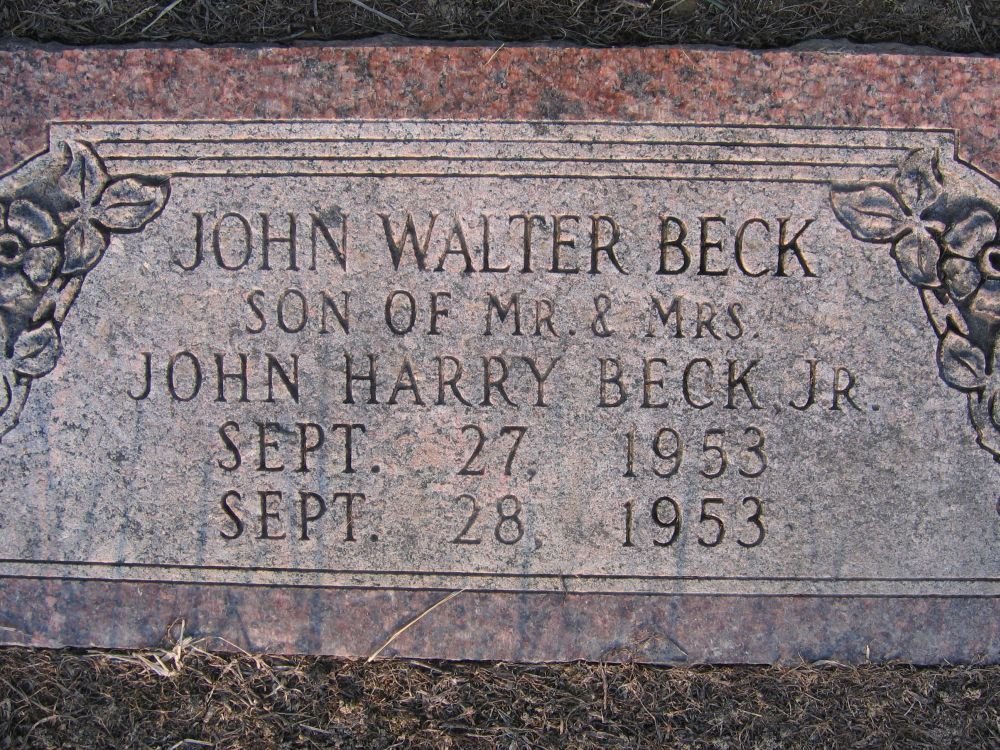 JOHN WALTER BECK
SON OF MR. & MRS.
JOHN HARRY BECK, JR.
SEPT. 27, 1953
SEPT. 28, 1953